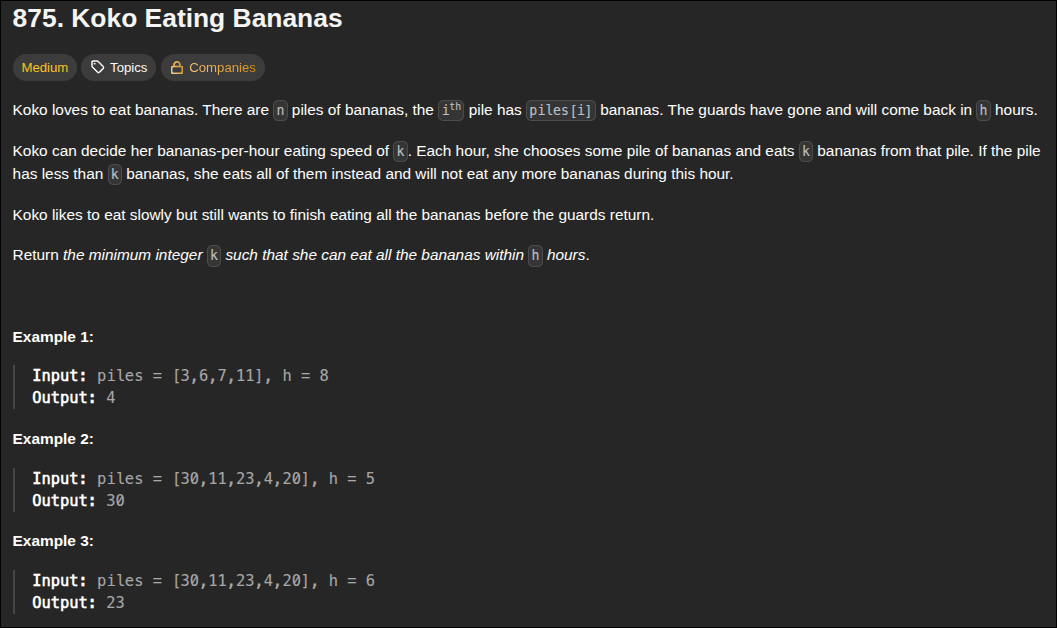 875. Koko Eating Bananas
Medium Topics Companies
Koko loves to eat bananas. There are n piles of bananas, the ith pile has piles[i] bananas. The guards have gone and will come back in h hours.
Koko can decide her bananas-per-hour eating speed of k. Each hour, she chooses some pile of bananas and eats k bananas from that pile. If the pile
has less than k bananas, she eats all of them instead and will not eat any more bananas during this hour.
Koko likes to eat slowly but still wants to finish eating all the bananas before the guards return.
Return the minimum integer k such that she can eat all the bananas within h hours.
Example 1:
Input: piles = [3,6,7,11], h = 8
Output: 4
Example 2:
Input: piles = [30,11,23,4,20], h = 5
Output: 30
Example 3:
Input: piles = [30,11,23,4,20], h = 6
Output: 23